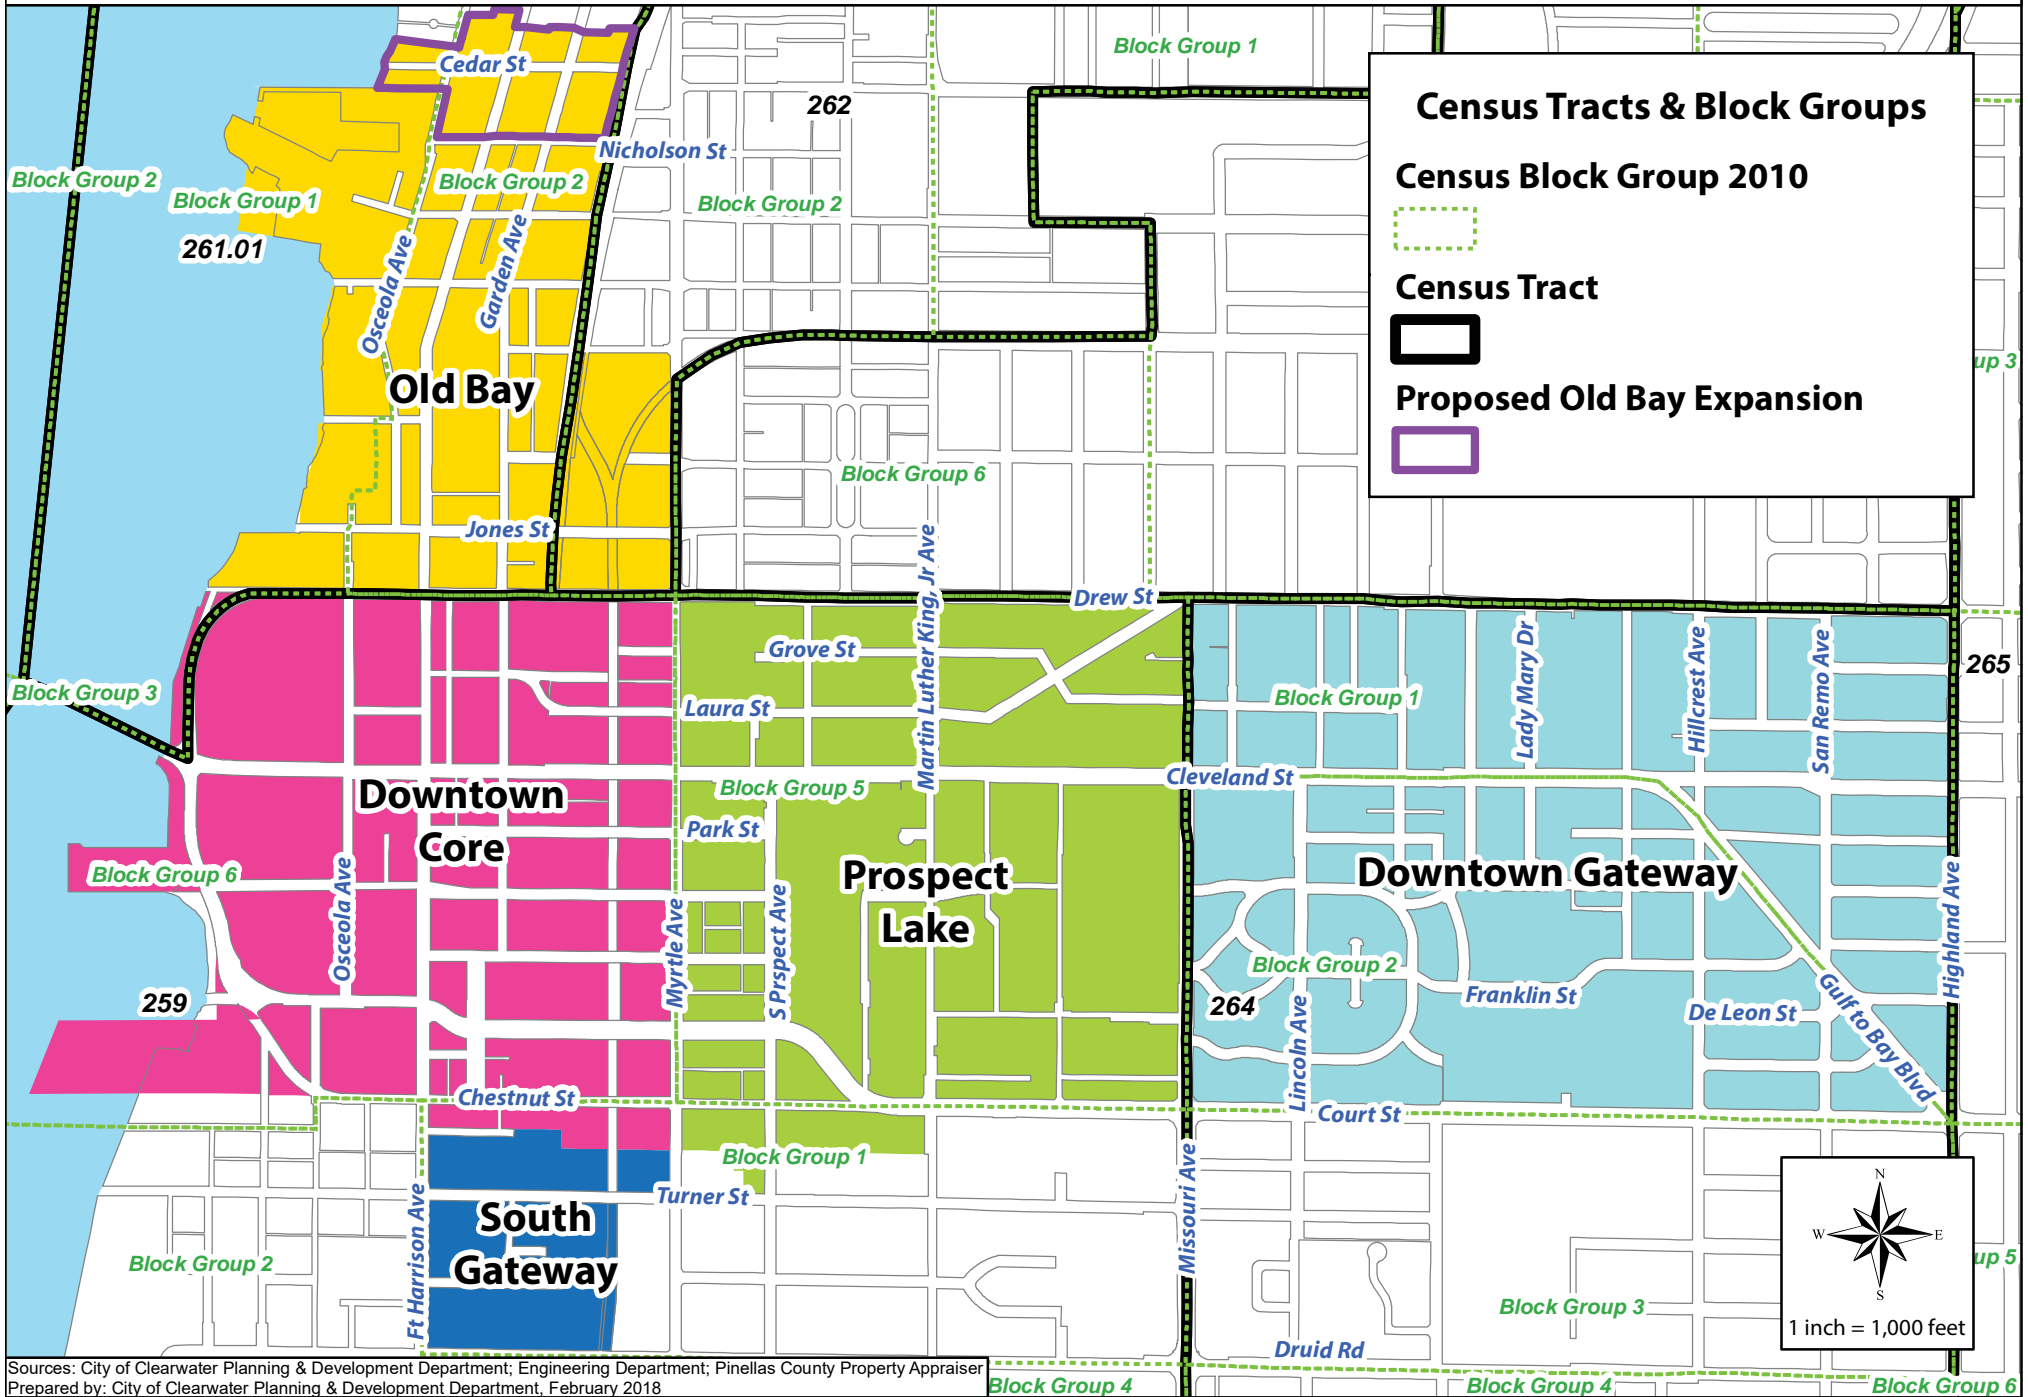 Block Group 1
Census Tracts & Block Groups
Census Block Group 2010
Census Tract
Proposed Old Bay Expansion
Cedar St
262
Nicholson St
Block Group 2
Block Group 1
Block Group 2
Block Group 2
261.01
Osceola Ave
Garden Ave
up 3
Old Bay
Block Group 6
Jones St
Drew St
Martin Luther King, Jr Ave
Grove St
Lady Mary Dr
Hillcrest Ave
San Remo Ave
265
Block Group 3
Laura St
Block Group 1
Cleveland St
Block Group 5
Downtown
Core
Park St
Block Group 6
Osceola Ave
Myrtle Ave
S Prspect Ave
Prospect
Lake
Downtown Gateway
Highland Ave
Block Group 2
259
264
Franklin St
De Leon St
Gulf to Bay Blvd
Lincoln Ave
Chestnut St
Court St
Block Group 1
Turner St
Missouri Ave
Ft Harrison Ave
South
Gateway
Block Group 2
Block Group 3
up 5
N
W
E
S
1 inch = 1,000 feet
Druid Rd
Sources: City of Clearwater Planning & Development Department; Engineering Department; Pinellas County Property Appraiser
Prepared by: City of Clearwater Planning & Development Department, February 2018
Block Group 4
Block Group 4
Block Group 6